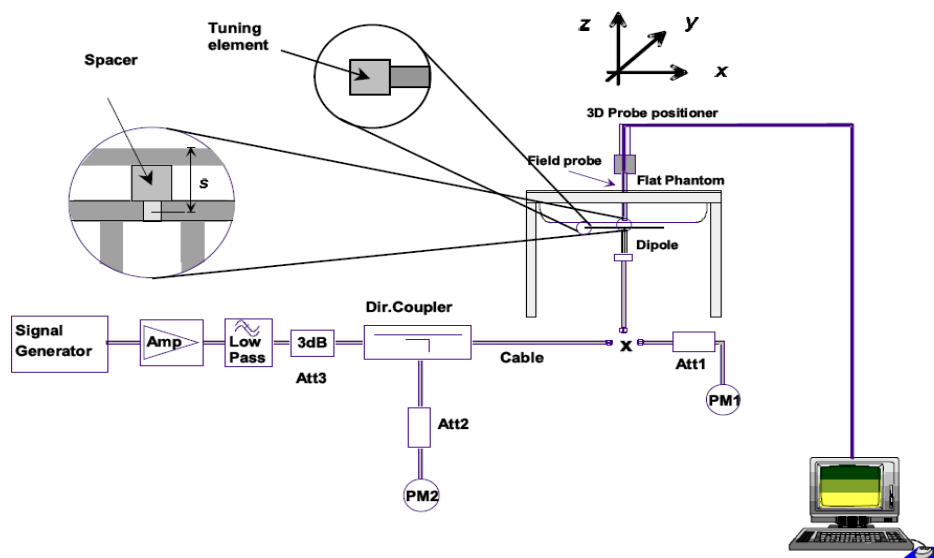 Tuning
element
Spacer
z
y
x
3D Probe positioner
Field probe
Flat Phantom
s
Dipole
Dir.Coupler
Signal
Generator
Amp
Low
Pass
3dB
Att3
Cable
x
Att1
PM1
Att2
PM2